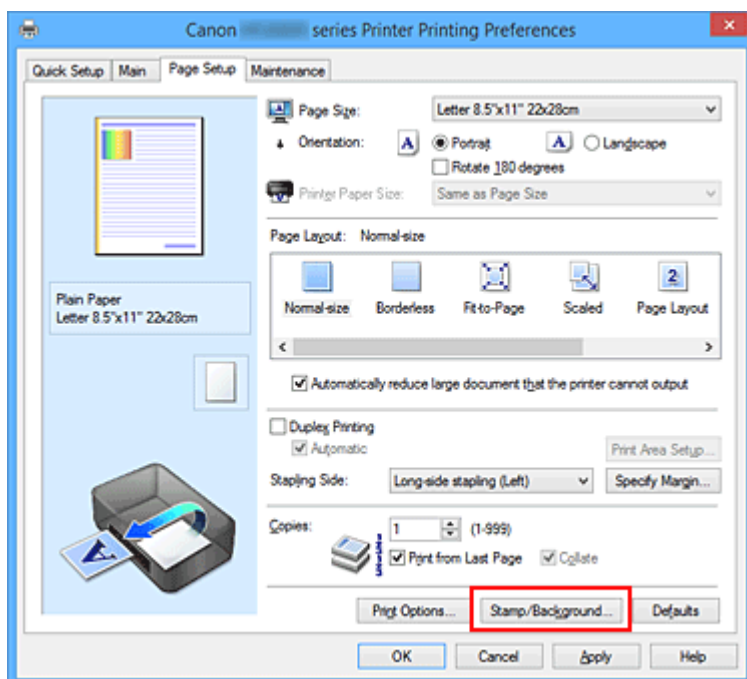 Canon series Printer Printing Preferences
Quick Setup Main Page Setup Maintenance
Page Size: Letter 8.5"x11" 22x28cm
Orientation: A Portrait A Landscape
Rotate 180 degrees
Printer Paper Size: Same as Page Size
Page Layout: Normal-size
2
Normal-size Borderless Fit-to-Page Scaled Page Layout
Plain Paper
Letter 8.5"x11" 22x28cm
Automatically reduce large document that the printer cannot output
Duplex Printing
Automatic Print Area Setup...
Stapling Side: Long-side stapling (Left) Specify Margin...
Copies: 1 (1-999)
Print from Last Page Collate
A
Print Options... Stamp/Background... Defaults
OK Cancel Apply Help